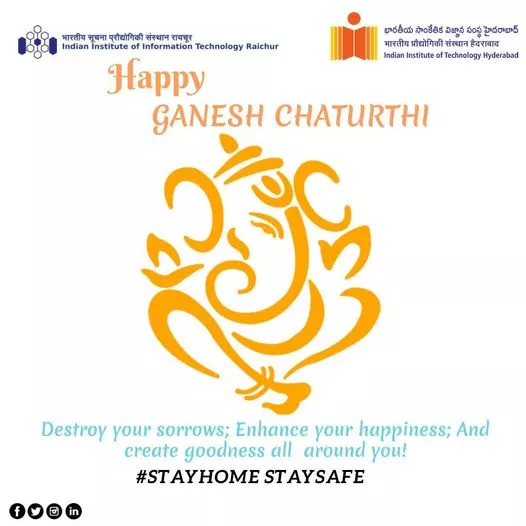 भारतीय सूचना प्रौद्योगिकी संस्थान रायचूर
Indian Institute of Information Technology Raichur
భారతీయ సాంకేతిక విజ్ఞాన సంస్థ హైదరాబాద్
भारतीय प्रौद्योगिकी संस्थान हैदराबाद
Indian Institute of Technology Hyderabad
Happy
GANESH CHATURTHI
Destroy your sorrows; Enhance your happiness; And
create goodness all around you!
#STAYHOME STAYSAFE